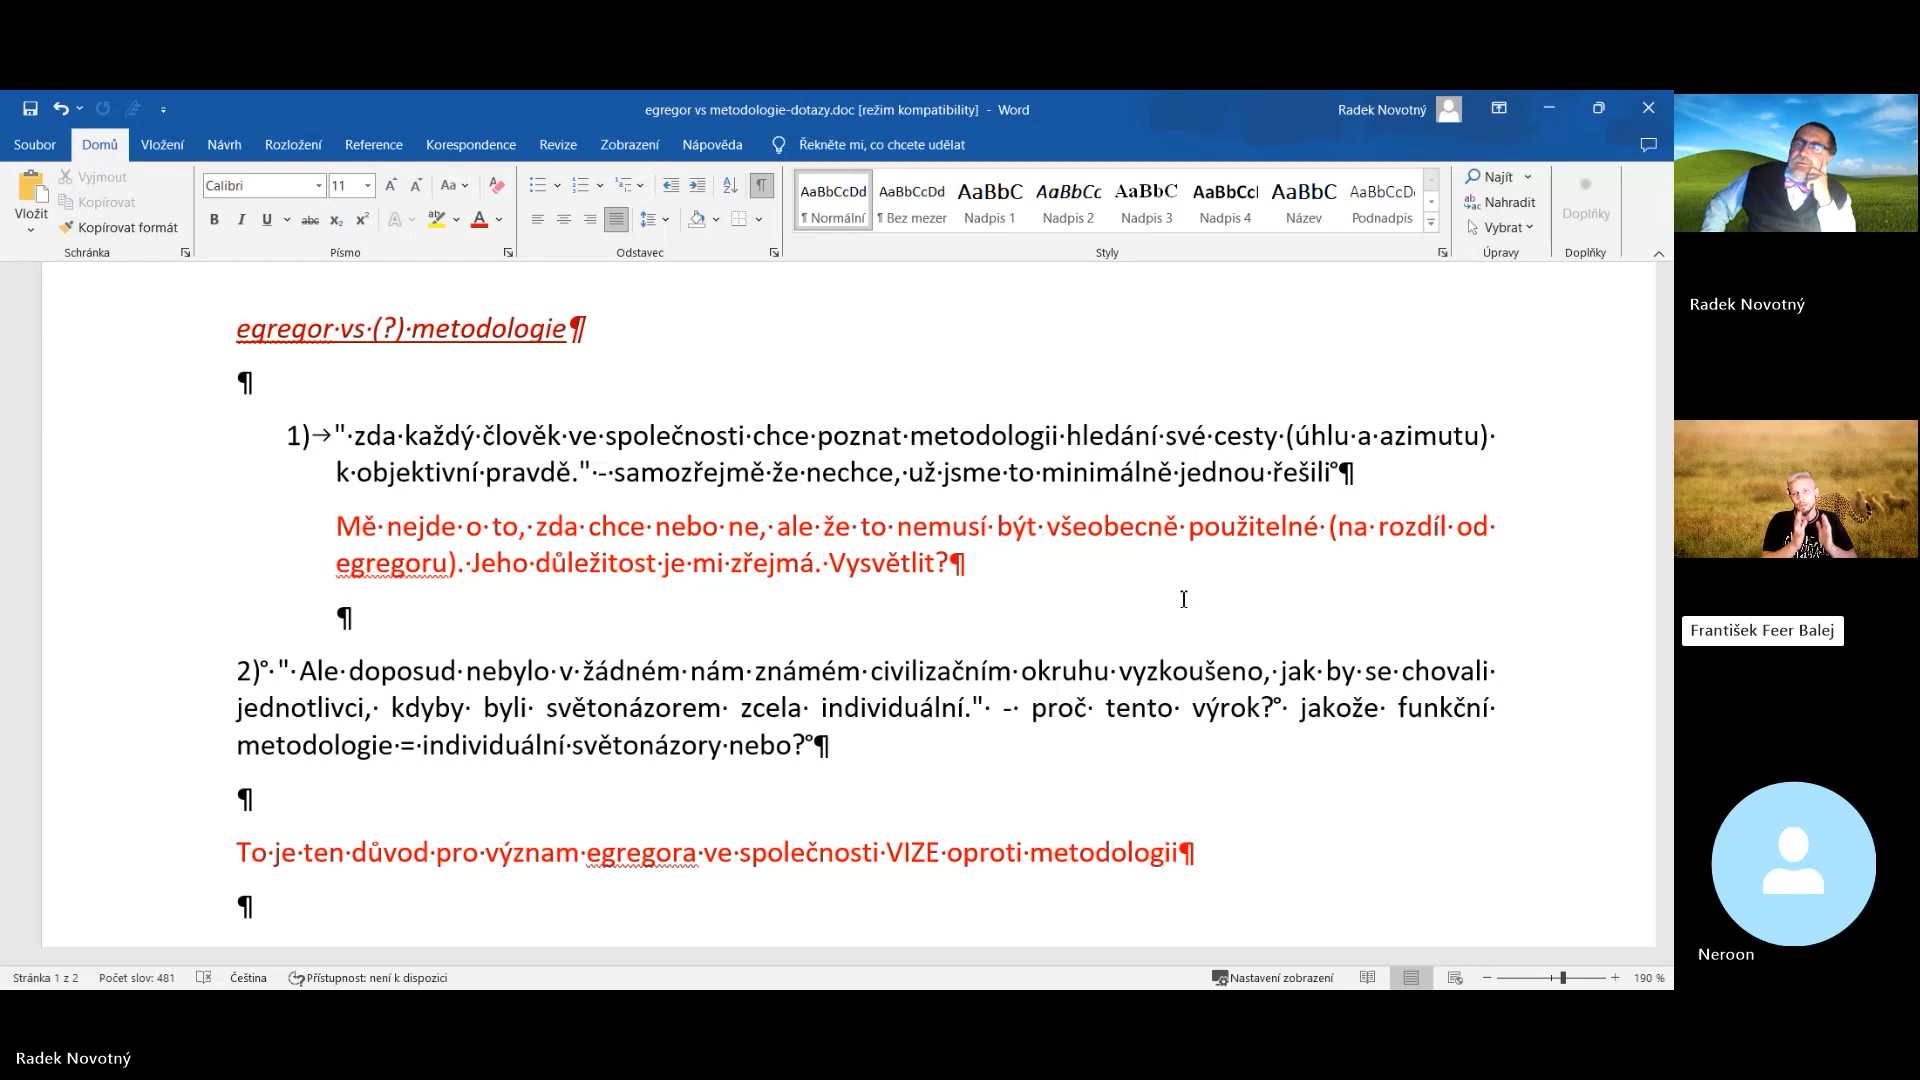 egregor vs metodologie-dotazy.doc [režim kompatibility] - Word
Radek Novotný
Soubor Domů Vložení Návrh Rozložení Reference Korespondence Revize Zobrazení Nápověda Řekněte mi, co chcete udělat
Vložit
Vyjmout
Kopírovat
Kopírovat formát
Schránka
Calibri 11
Písmo
Odstavec
AaBbCcDd AaBbCcDd AaBbC AaBbCc AaBbC AaBbCcl AaBbC AaBbCcDd
¶ Normální ¶ Bez mezer Nadpis 1 Nadpis 2 Nadpis 3 Nadpis 4 Název Podnadpis
Styly
Najít
Nahradit
Vybrat
Úpravy
Doplňky
Doplňky
egregor·vs·(?)·metodologie¶
¶
1)→"·zda·každý·člověk·ve·společnosti·chce·poznat·metodologii·hledání·své·cesty·(úhlu·a·azimutu)·
k·objektivní·pravdě."·-·samozřejmě·že·nechce,·už·jsme·to·minimálně·jednou·řešili°¶
Mě·nejde·o·to,·zda·chce·nebo·ne,·ale·že·to·nemusí·být·všeobecně·použitelné·(na·rozdíl·od·
egregoru).·Jeho·důležitost·je·mi·zřejmá.·Vysvětlit?¶
¶
2)°·"·Ale·doposud·nebylo·v·žádném·nám·známém·civilizačním·okruhu·vyzkoušeno,·jak·by·se·chovali·
jednotlivci,·kdyby·byli·světonázorem·zcela·individuální."·-·proč·tento·výrok?°·jakože·funkční·
metodologie·=·individuální·světonázory·nebo?°¶
¶
To·je·ten·důvod·pro·význam·egregora·ve·společnosti·VIZE·oproti·metodologii¶
¶
Stránka 1 z 2 Počet slov: 481 Čeština Přístupnost: není k dispozici
Nastavení zobrazení 190 %
Radek Novotný
František Feer Balej
Neroon
Radek Novotný